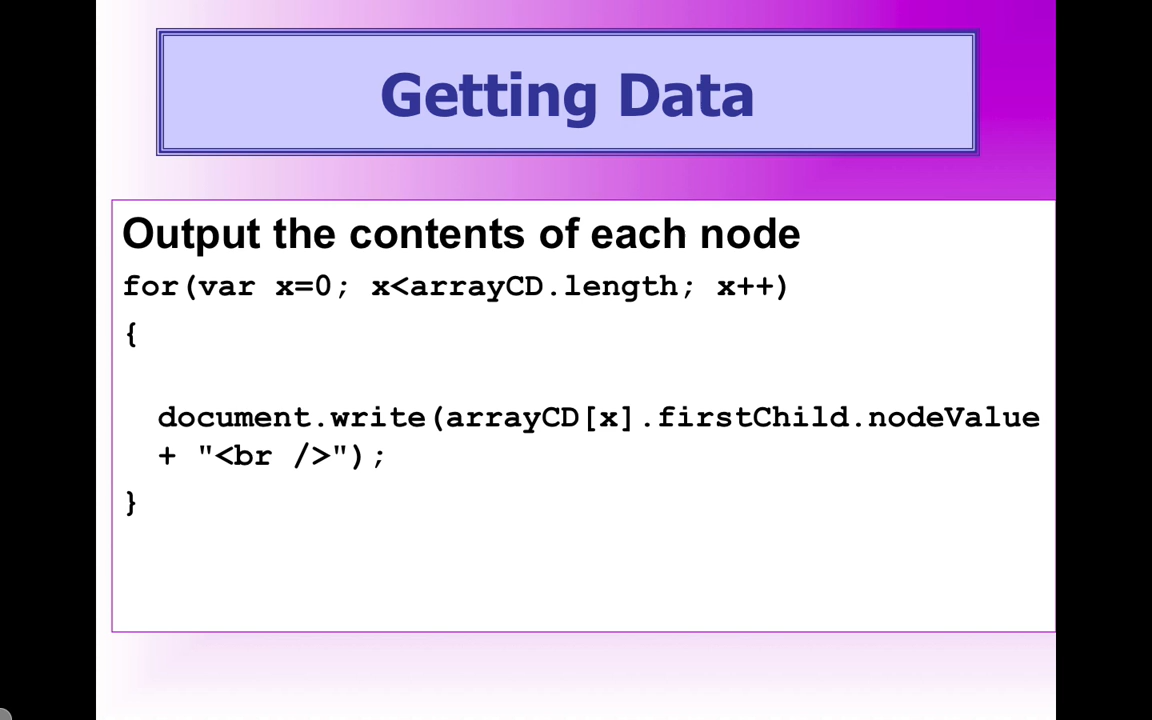 Getting Data
Output the contents of each node
for(var x=0; x<arrayCD.length; x++)
{
document.write(arrayCD[x].firstChild.nodeValue
+ "<br />");
}